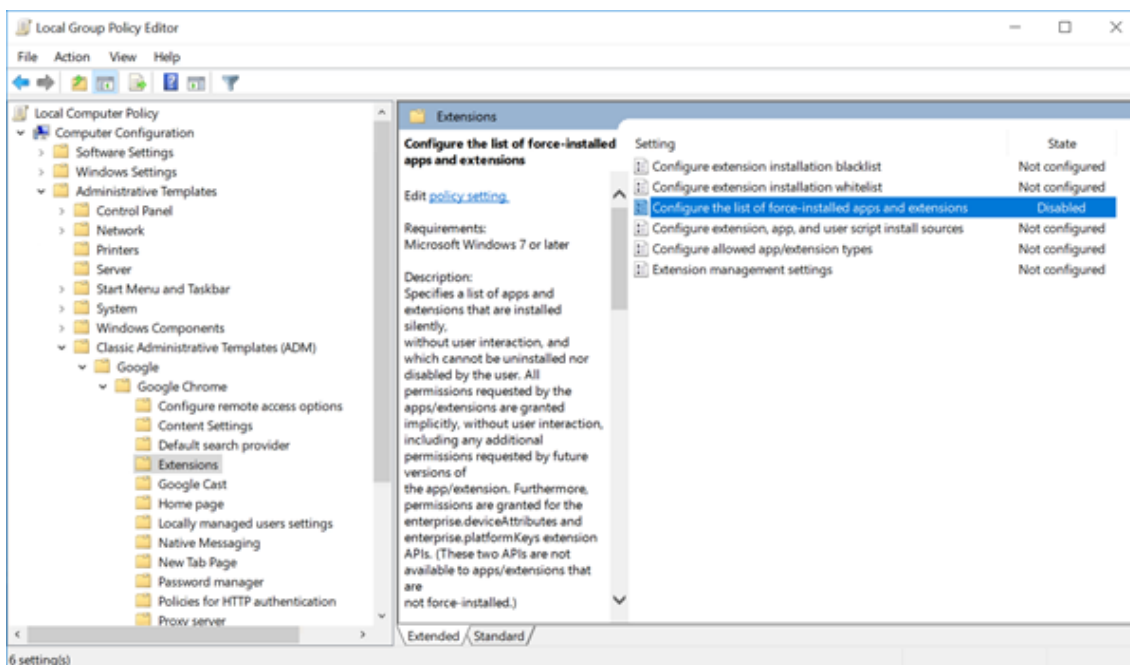 Local Group Policy Editor
File Action View Help
Local Computer Policy
Computer Configuration
Software Settings
Windows Settings
Administrative Templates
Control Panel
Network
Printers
Server
Start Menu and Taskbar
System
Windows Components
Classic Administrative Templates (ADM)
Google
Google Chrome
Configure remote access options
Content Settings
Default search provider
Extensions
Google Cast
Home page
Locally managed users settings
Native Messaging
New Tab Page
Password manager
Policies for HTTP authentication
Proxy server
Extensions
Configure the list of force-installed
apps and extensions
Edit policy setting.
Requirements:
Microsoft Windows 7 or later
Description:
Specifies a list of apps and
extensions that are installed
silently,
without user interaction, and
which cannot be uninstalled nor
disabled by the user. All
permissions requested by the
apps/extensions are granted
implicitly, without user interaction,
including any additional
permissions requested by future
versions of
the app/extension. Furthermore,
permissions are granted for the
enterprise.deviceAttributes and
enterprise.platformKeys extension
APIs. (These two APIs are not
available to apps/extensions that
are
not force-installed.)
Setting State
Configure extension installation blacklist Not configured
Configure extension installation whitelist Not configured
Configure the list of force-installed apps and extensions Disabled
Configure extension, app, and user script install sources Not configured
Configure allowed app/extension types Not configured
Extension management settings Not configured
Extended Standard
6 setting(s)